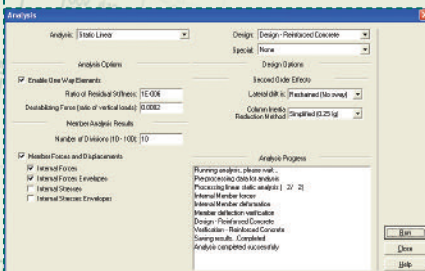 Analysis
Analysis: Static Linear
Design: Design - Reinforced Concrete
Special: None
Analysis Options
Design Options
Enable One Way Elements
Ratio of Residual Stiffness: 1E-006
Destabilizing Force (ratio of vertical loads): 0.0002
Member Analysis Results
Number of Divisions (10 - 100): 10
Member Forces and Displacements
Internal Forces
Internal Forces Envelopes
Internal Stresses
Internal Stresses Envelopes
Second Order Effects
Lateral drift is: Restrained (No sway)
Column Inertia
Reduction Method: Simplified (0.25 Ig)
Analysis Progress
Running analysis, please wait...
Preprocessing data for analysis
Processing linear static analysis ( 2/ 2)
Internal Member forces
Internal Member deformation
Member deflection verification
Design - Reinforced Concrete
Verification - Reinforced Concrete
Saving results...Completed
Analysis completed successfully
Run
Close
Help